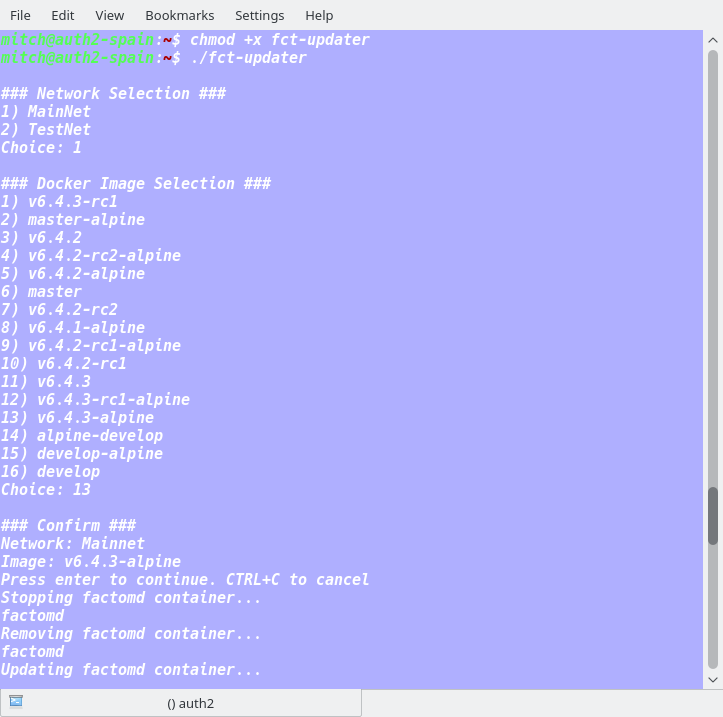 File Edit View Bookmarks Settings Help
mitch@auth2-spain:~$ chmod +x fct-updater
mitch@auth2-spain:~$ ./fct-updater
### Network Selection ###
1) MainNet
2) TestNet
Choice: 1
### Docker Image Selection ###
1) v6.4.3-rc1
2) master-alpine
3) v6.4.2
4) v6.4.2-rc2-alpine
5) v6.4.2-alpine
6) master
7) v6.4.2-rc2
8) v6.4.1-alpine
9) v6.4.2-rc1-alpine
10) v6.4.2-rc1
11) v6.4.3
12) v6.4.3-rc1-alpine
13) v6.4.3-alpine
14) alpine-develop
15) develop-alpine
16) develop
Choice: 13
### Confirm ###
Network: Mainnet
Image: v6.4.3-alpine
Press enter to continue. CTRL+C to cancel
Stopping factomd container...
factomd
Removing factomd container...
factomd
Updating factomd container...
() auth2